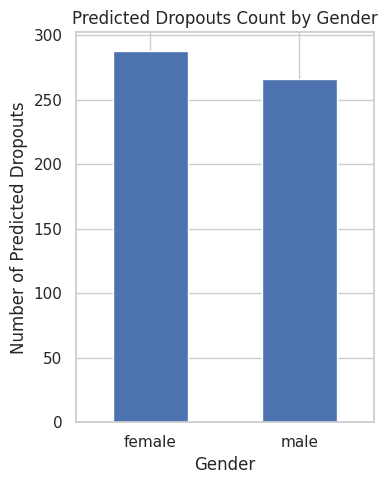 Predicted Dropouts Count by Gender
Number of Predicted Dropouts
300
250
200
150
100
50
0
female
male
Gender